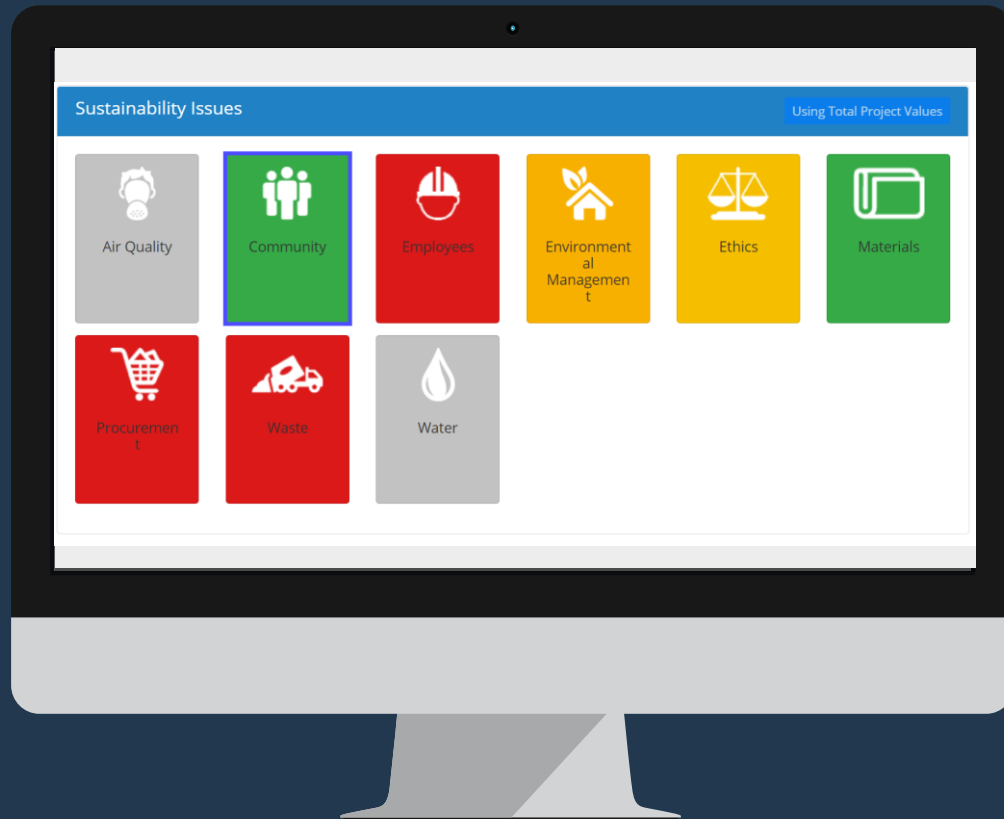 Sustainability Issues
Using Total Project Values
Air Quality
Community
Employees
Environment
al
Managemen
t
Ethics
Materials
Procuremen
t
Waste
Water